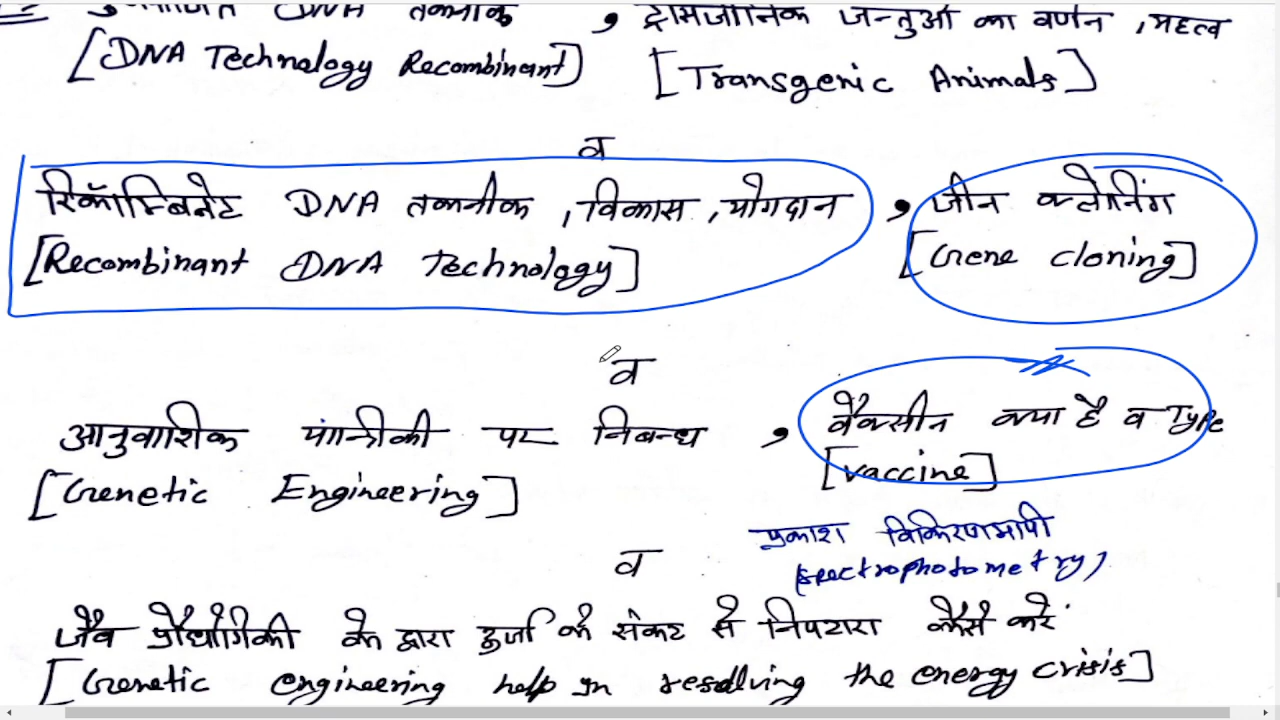 DNA तकनीक , ट्रांसजेनिक जन्तुओं का वर्णन , महत्व
[DNA Technology Recombinant] [Transgenic Animals]
व
रिकॉम्बिनेट DNA तकनीक , विकास , योगदान , जीन क्लोनिंग
[Recombinant DNA Technology] [Gene cloning]
व
आनुवाशिक पर निबन्ध , वैक्सीन क्या है व Type
[Genetic Engineering] [vaccine]
प्रकाश विकिरणमापी
(spectrophotometry)
व
जैव प्रौद्योगिकी के द्वारा ऊर्जा के संकट से निपटारा कैसे करें
[Genetic engineering help in resolving the energy crisis]